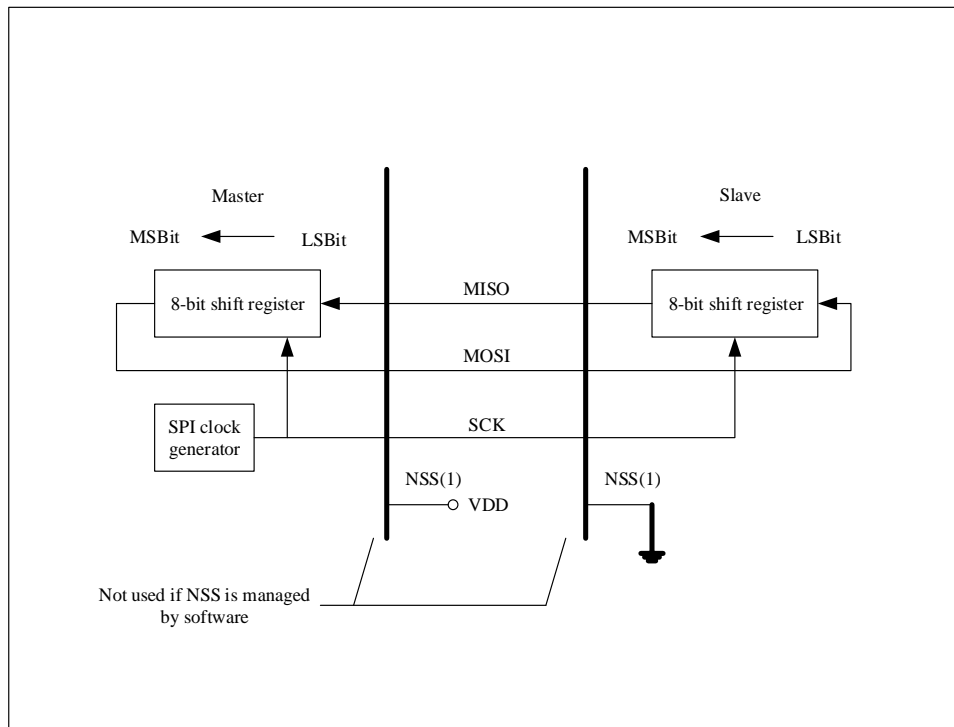 Master
Slave
MSBit
LSBit
MSBit
LSBit
8-bit shift register
MISO
8-bit shift register
MOSI
SPI clock
generator
SCK
NSS(1)
NSS(1)
VDD
Not used if NSS is managed
by software